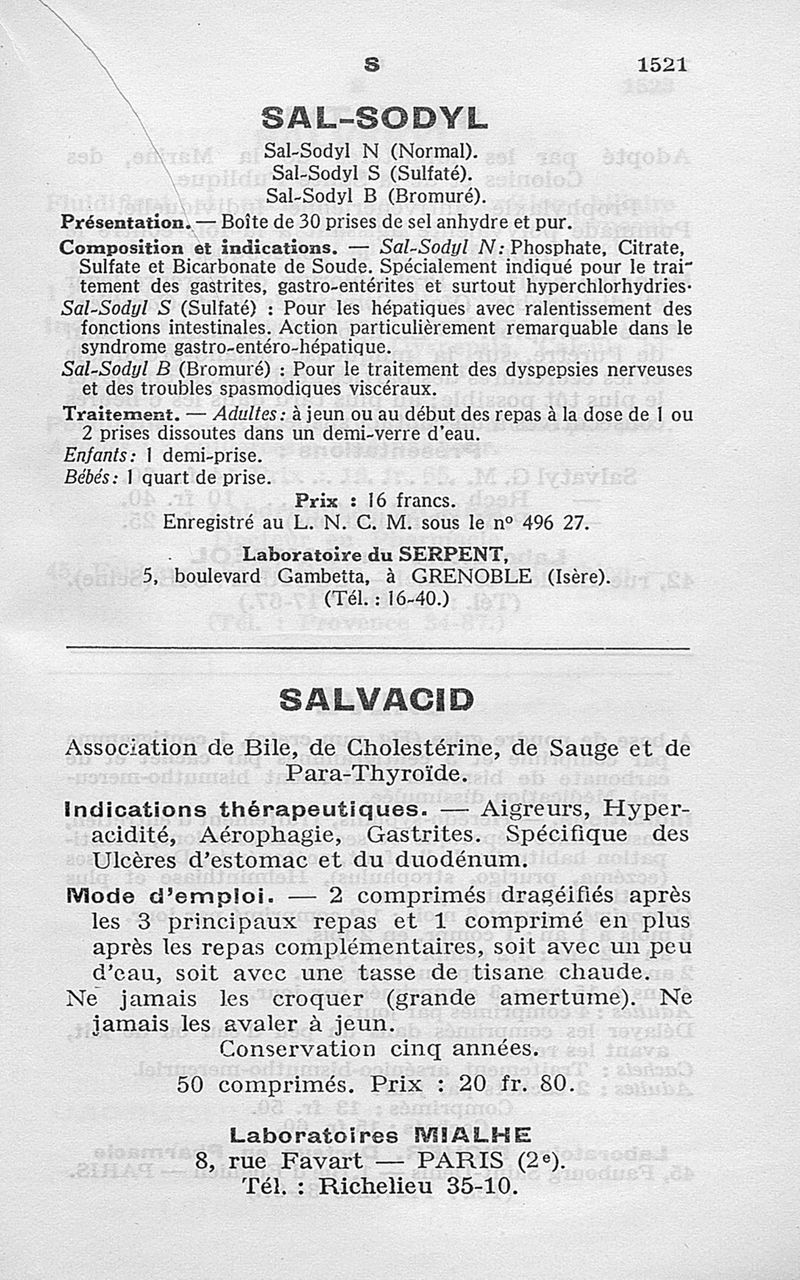 S 1521
SAL-SODYL
Sal-Sodyl N (Normal).
Sal-Sodyl S (Sulfaté).
Sal-Sodyl B (Bromuré).
Présentation. — Boîte de 30 prises de sel anhydre et pur.
Composition et indications. — Sal-Sodyl N: Phosphate, Citrate,
Sulfate et Bicarbonate de Soude. Spécialement indiqué pour le trai-
tement des gastrites, gastro-entérites et surtout hyperchlorhydries.
Sal-Sodyl S (Sulfaté) : Pour les hépatiques avec ralentissement des
fonctions intestinales. Action particulièrement remarquable dans le
syndrome gastro-entéro-hépatique.
Sal-Sodyl B (Bromuré) : Pour le traitement des dyspepsies nerveuses
et des troubles spasmodiques viscéraux.
Traitement. — Adultes: à jeun ou au début des repas à la dose de 1 ou
2 prises dissoutes dans un demi-verre d'eau.
Enfants: 1 demi-prise.
Bébés: 1 quart de prise.
Prix : 16 francs.
Enregistré au L. N. C. M. sous le nº 496 27.
Laboratoire du SERPENT,
5, boulevard Gambetta, à GRENOBLE (Isère).
(Tél. : 16-40.)
SALVACID
Association de Bile, de Cholestérine, de Sauge et de
Para-Thyroïde.
Indications thérapeutiques. — Aigreurs, Hyper-
acidité, Aérophagie, Gastrites. Spécifique des
Ulcères d'estomac et du duodénum.
Mode d'emploi. — 2 comprimés dragéifiés après
les 3 principaux repas et 1 comprimé en plus
après les repas complémentaires, soit avec un peu
d'eau, soit avec une tasse de tisane chaude.
Ne jamais les croquer (grande amertume). Ne
jamais les avaler à jeun.
Conservation cinq années.
50 comprimés. Prix : 20 fr. 80.
Laboratoires MIALHE
8, rue Favart — PARIS (2e).
Tél. : Richelieu 35-10.